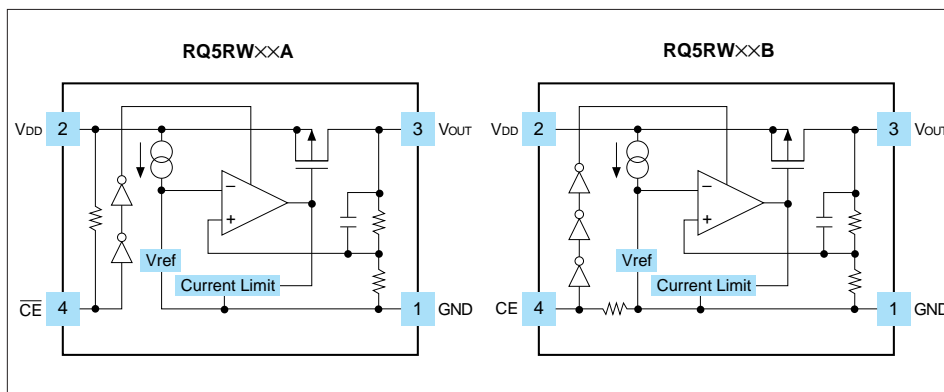 RQ5RW××A
VDD 2
3 VOUT
−
+
Vref
Current Limit
CE 4
1 GND
RQ5RW××B
VDD 2
3 VOUT
−
+
Vref
Current Limit
CE 4
1 GND